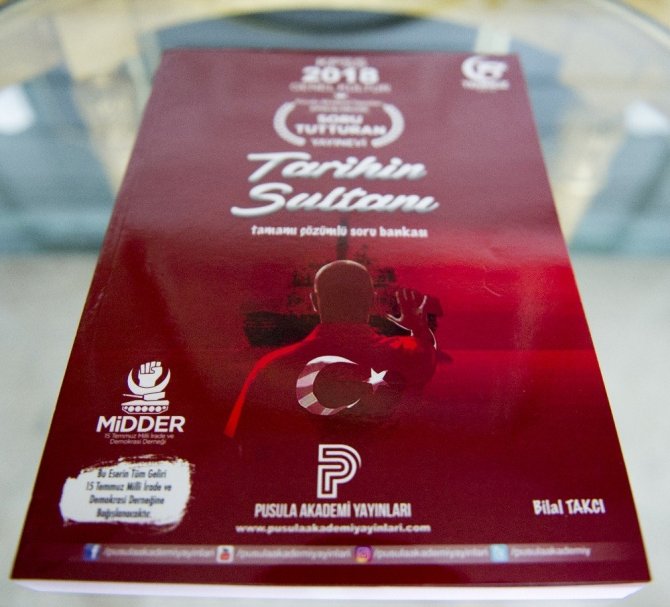 KPSS
2018
GENEL KÜLTÜR
SORU
TUTTURAN
YAYINEVİ
Tarihin
Sultanı
tamamı çözümlü soru bankası
MİDDER
15 Temmuz Milli İrade ve
Demokrasi Derneği
Bu Eserin Tüm Geliri
15 Temmuz Milli İrade ve
Demokrasi Derneğine
Bağışlanacaktır.
PUSULA AKADEMİ YAYINLARI
www.pusulaakademiyayinlari.com
Bilal TAKCI
/pusulaakademiyayinlari /pusulaakademiyayinlari /pusulaakademiyayinlari /pusulaakademiy